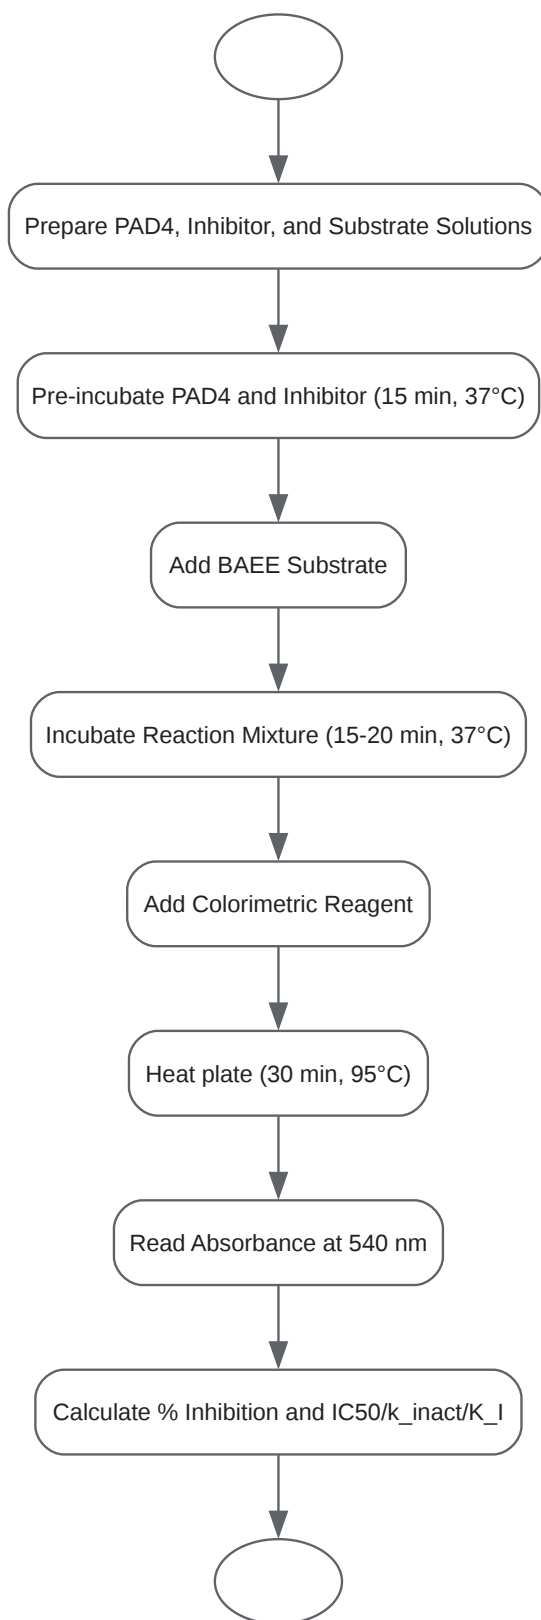 Prepare PAD4, Inhibitor, and Substrate Solutions
Pre-incubate PAD4 and Inhibitor (15 min, 37°C)
Add BAEE Substrate
Incubate Reaction Mixture (15-20 min, 37°C)
Add Colorimetric Reagent
Heat plate (30 min, 95°C)
Read Absorbance at 540 nm
Calculate % Inhibition and IC50/k_inact/K_I